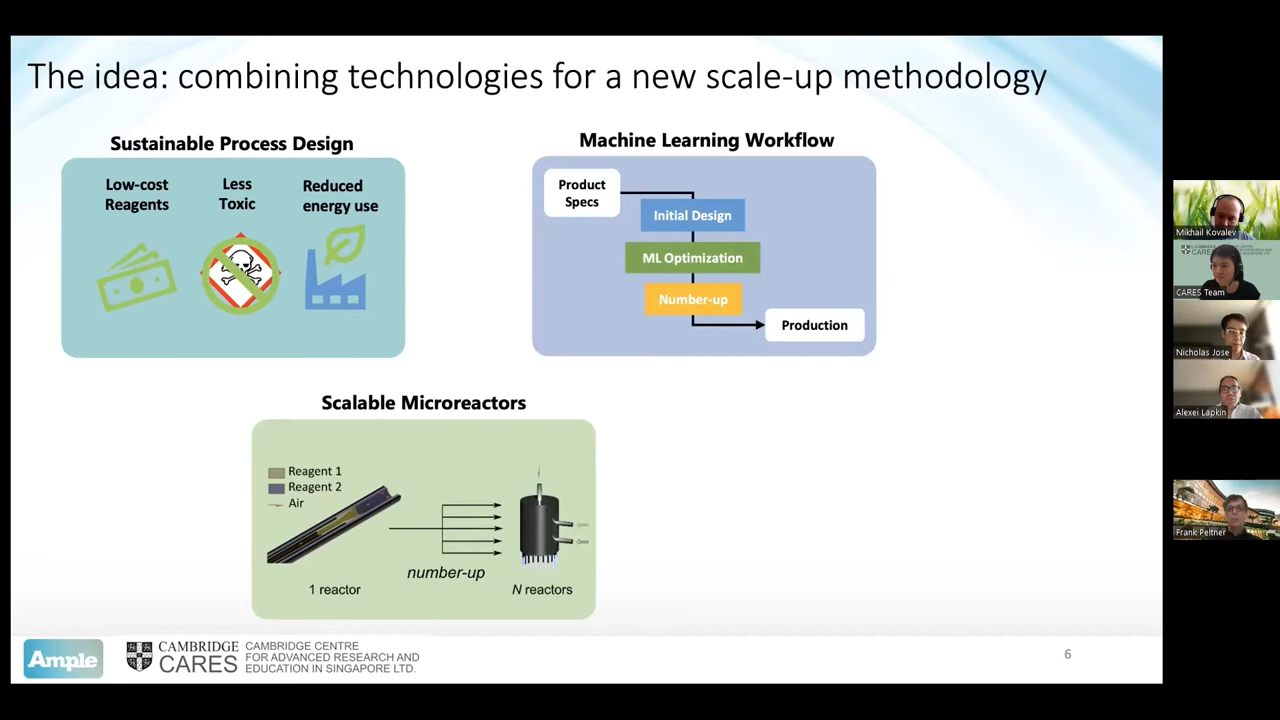 The idea: combining technologies for a new scale-up methodology
Sustainable Process Design
Low-cost
Reagents
Less
Toxic
Reduced
energy use
Machine Learning Workflow
Product
Specs
Initial Design
ML Optimization
Number-up
Production
Scalable Microreactors
Reagent 1
Reagent 2
Air
number-up
1 reactor
N reactors
Ample
CAMBRIDGE
CARES
CAMBRIDGE CENTRE
FOR ADVANCED RESEARCH AND
EDUCATION IN SINGAPORE LTD.
6
Mikhail Kovalev
CARES
CARES Team
Nicholas Jose
Alexei Lapkin
Frank Peltner